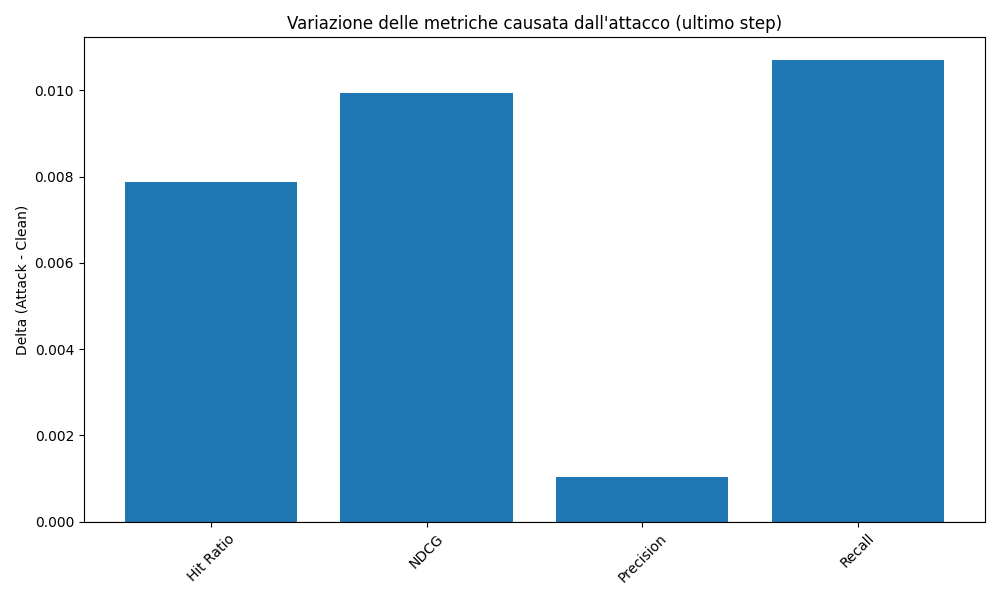 Variazione delle metriche causata dall'attacco (ultimo step)
Delta (Attack - Clean)
0.010
0.008
0.006
0.004
0.002
0.000
Hit Ratio
NDCG
Precision
Recall